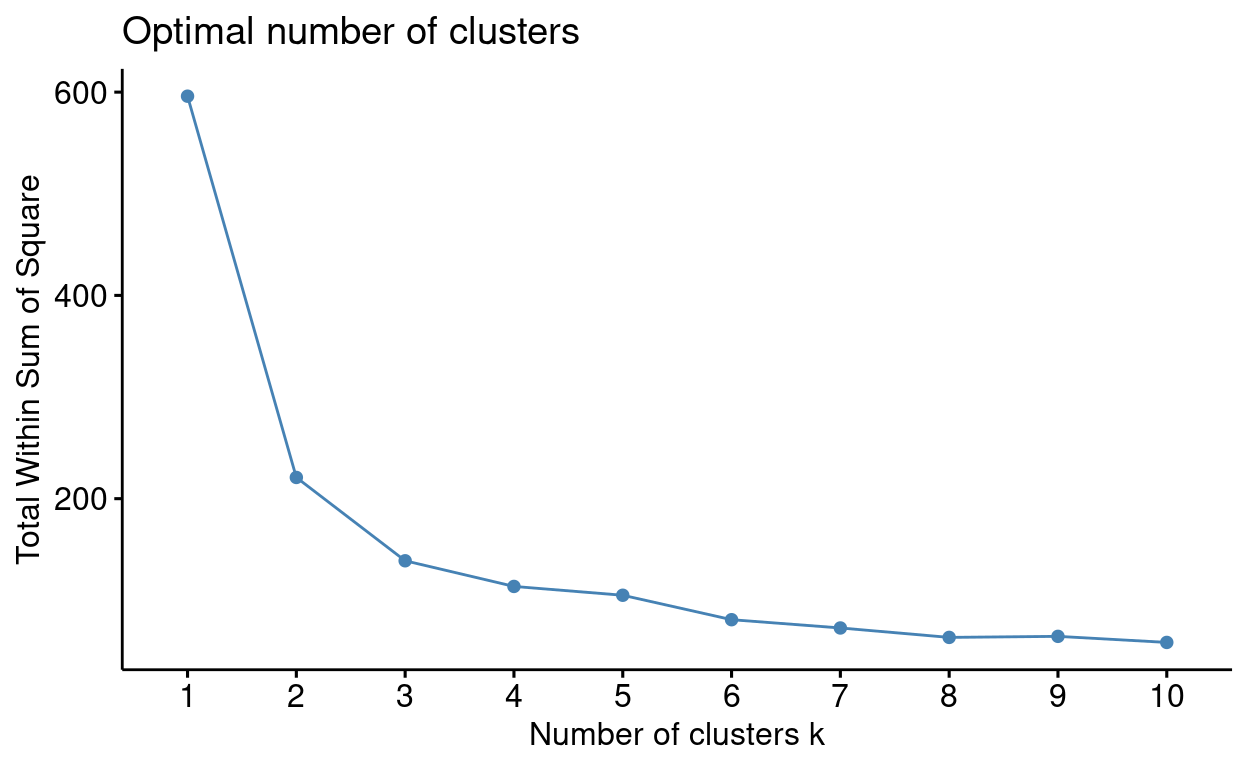 Optimal number of clusters
Total Within Sum of Square
600
400
200
1 2 3 4 5 6 7 8 9 10
Number of clusters k